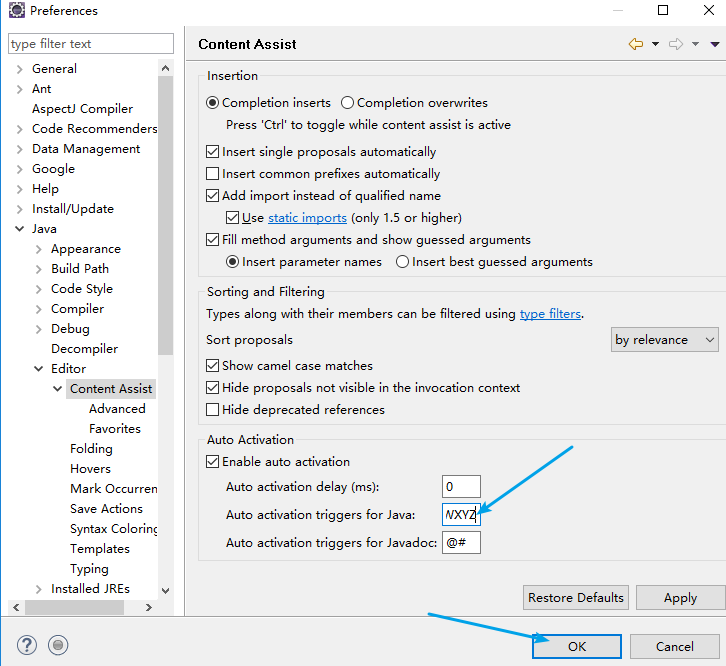 Preferences
type filter text
Content Assist
General
Ant
AspectJ Compiler
Code Recommenders
Data Management
Google
Help
Install/Update
Java
Appearance
Build Path
Code Style
Compiler
Debug
Decompiler
Editor
Content Assist
Advanced
Favorites
Folding
Hovers
Mark Occurren
Save Actions
Syntax Coloring
Templates
Typing
Installed JREs
Insertion
Completion inserts Completion overwrites
Press 'Ctrl' to toggle while content assist is active
Insert single proposals automatically
Insert common prefixes automatically
Add import instead of qualified name
Use static imports (only 1.5 or higher)
Fill method arguments and show guessed arguments
Insert parameter names Insert best guessed arguments
Sorting and Filtering
Types along with their members can be filtered using type filters.
Sort proposals by relevance
Show camel case matches
Hide proposals not visible in the invocation context
Hide deprecated references
Auto Activation
Enable auto activation
Auto activation delay (ms): 0
Auto activation triggers for Java: WXYZ
Auto activation triggers for Javadoc: @#
Restore Defaults Apply
? OK Cancel